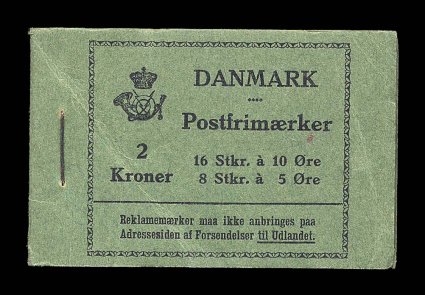 DANMARK
Postfrimærker
2
Kroner
16 Stkr. à 10 Øre
8 Stkr. à 5 Øre
Reklamemærker maa ikke anbringes paa
Adressesiden af Forsendelser til Udlandet.